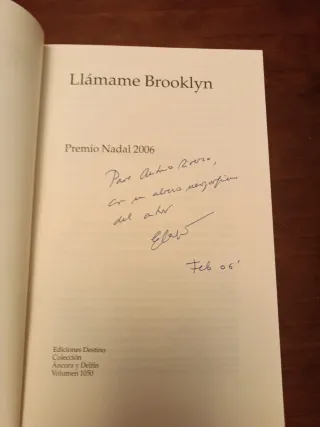 Llámame Brooklyn
Premio Nadal 2006
Para Antonio
con un abrazo neoyorquino
del autor
Feb 06'
Ediciones Destino
Colección
Áncora y Delfín
Volumen 1050